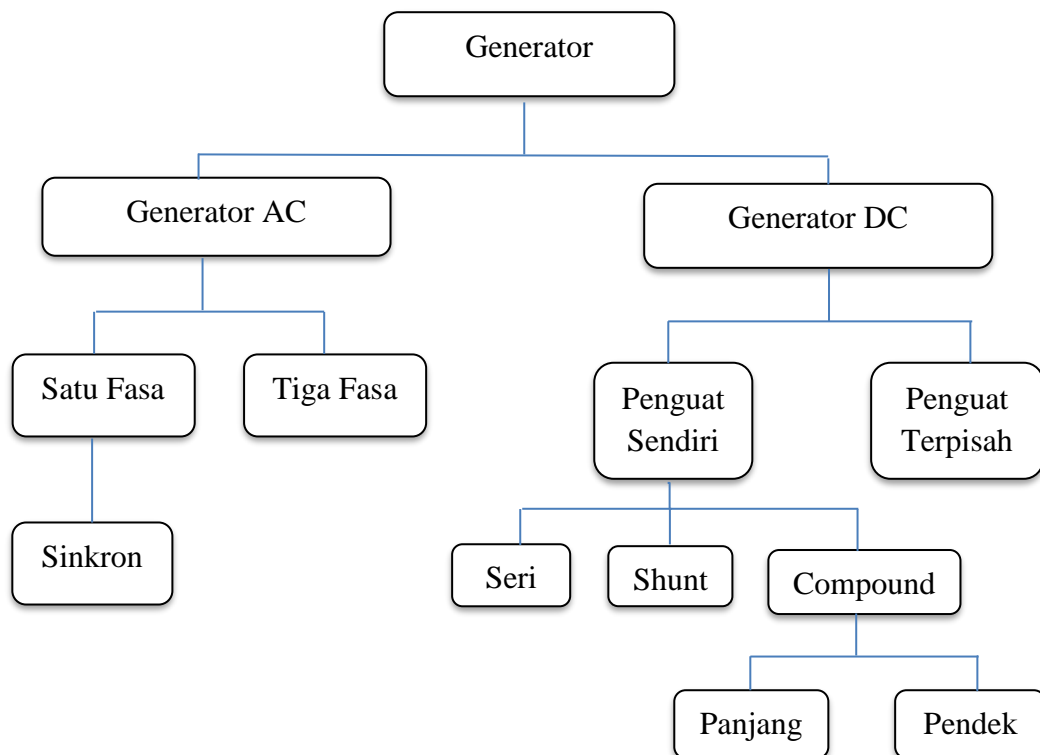 Generator
Generator AC
Generator DC
Satu Fasa
Tiga Fasa
Penguat
Sendiri
Penguat
Terpisah
Sinkron
Seri
Shunt
Compound
Panjang
Pendek